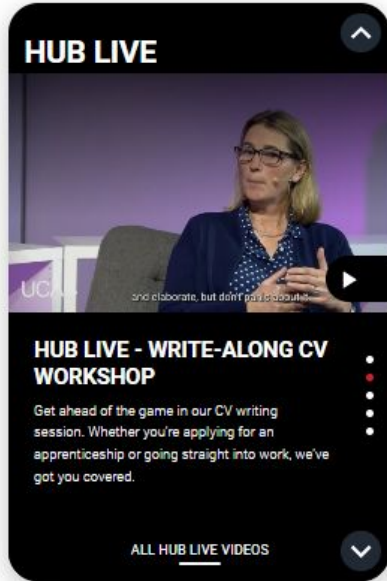 HUB LIVE
UCA
and elaborate, but don't panic about it
HUB LIVE - WRITE-ALONG CV
WORKSHOP
Get ahead of the game in our CV writing
session. Whether you're applying for an
apprenticeship or going straight into work, we've
got you covered.
ALL HUB LIVE VIDEOS